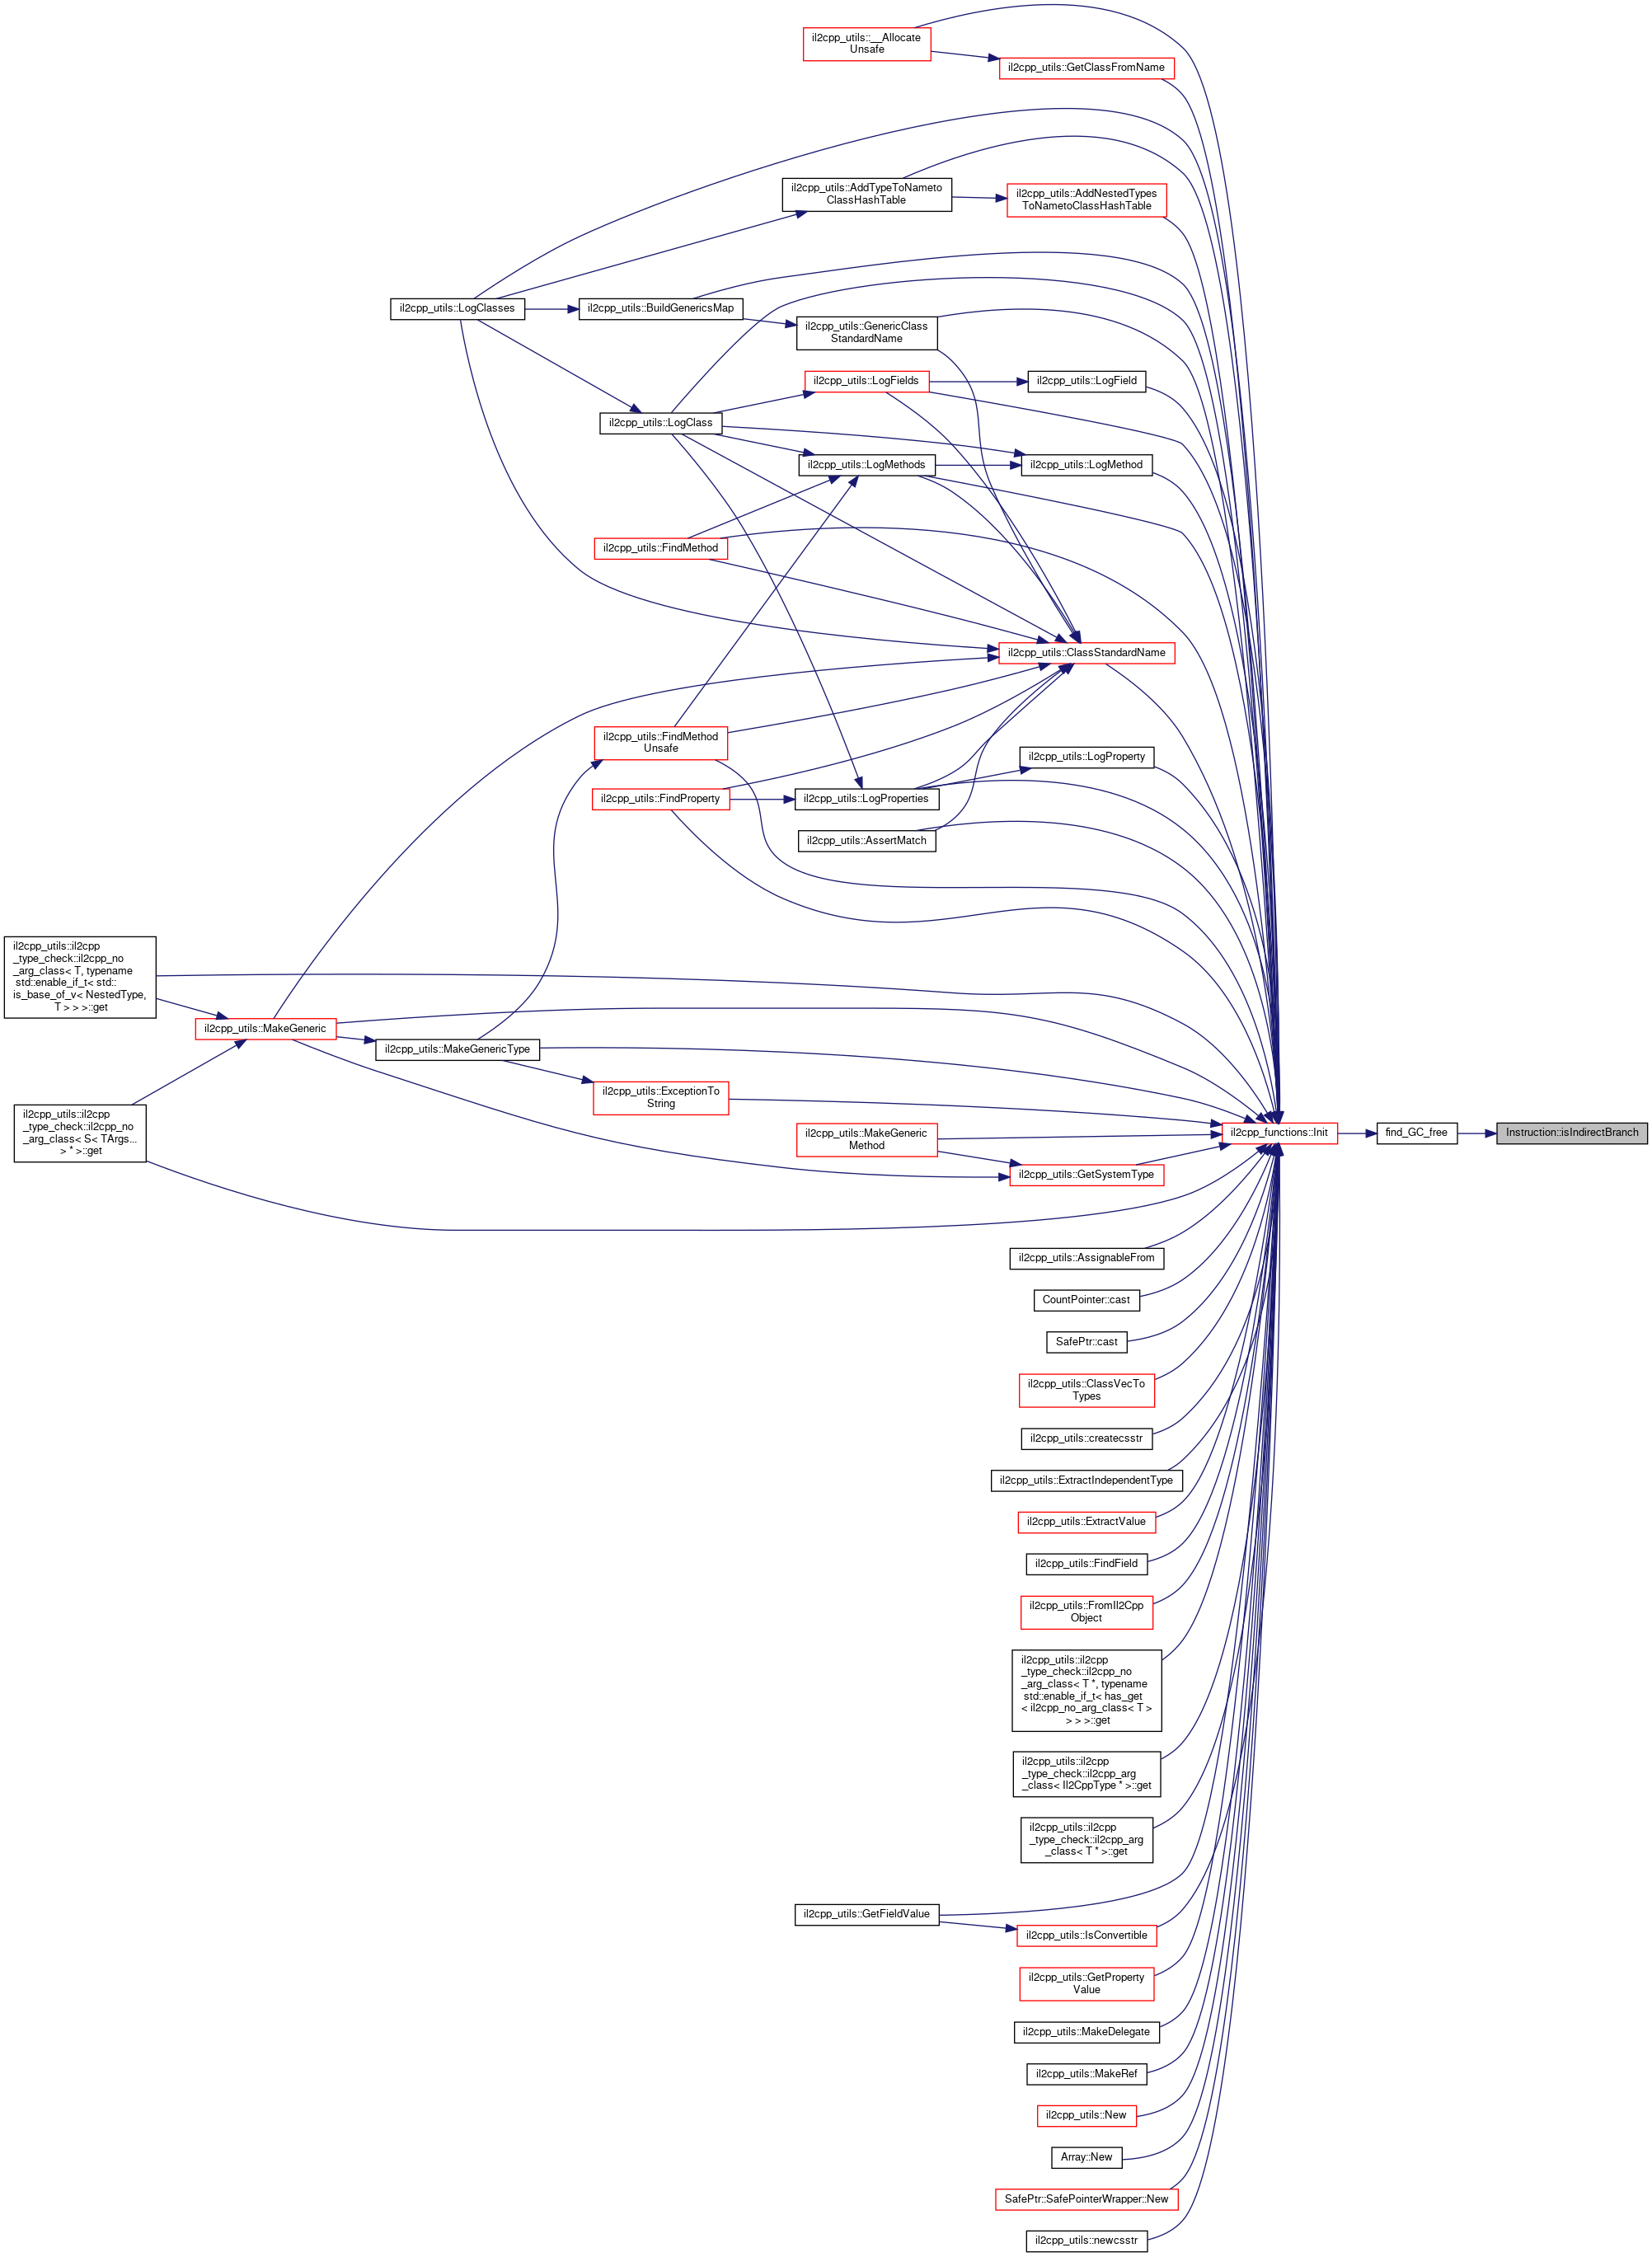 il2cpp_utils::__Allocate
Unsafe
il2cpp_utils::GetClassFromName
il2cpp_utils::AddTypeToNameto
ClassHashTable
il2cpp_utils::AddNestedTypes
ToNametoClassHashTable
il2cpp_utils::LogClasses
il2cpp_utils::BuildGenericsMap
il2cpp_utils::GenericClass
StandardName
il2cpp_utils::LogFields
il2cpp_utils::LogField
il2cpp_utils::LogClass
il2cpp_utils::LogMethods
il2cpp_utils::LogMethod
il2cpp_utils::FindMethod
il2cpp_utils::ClassStandardName
il2cpp_utils::FindMethod
Unsafe
il2cpp_utils::LogProperty
il2cpp_utils::FindProperty
il2cpp_utils::LogProperties
il2cpp_utils::AssertMatch
il2cpp_utils::il2cpp
_type_check::il2cpp_no
_arg_class< T, typename
std::enable_if_t< std::
is_base_of_v< NestedType,
T > > >::get
il2cpp_utils::MakeGeneric
il2cpp_utils::MakeGenericType
il2cpp_utils::ExceptionTo
String
il2cpp_utils::il2cpp
_type_check::il2cpp_no
_arg_class< S< TArgs...
> * >::get
il2cpp_utils::MakeGeneric
Method
il2cpp_functions::Init
find_GC_free
Instruction::isIndirectBranch
il2cpp_utils::GetSystemType
il2cpp_utils::AssignableFrom
CountPointer::cast
SafePtr::cast
il2cpp_utils::ClassVecTo
Types
il2cpp_utils::createcsstr
il2cpp_utils::ExtractIndependentType
il2cpp_utils::ExtractValue
il2cpp_utils::FindField
il2cpp_utils::FromIl2Cpp
Object
il2cpp_utils::il2cpp
_type_check::il2cpp_no
_arg_class< T *, typename
std::enable_if_t< has_get
< il2cpp_no_arg_class< T >
> > >::get
il2cpp_utils::il2cpp
_type_check::il2cpp_arg
_class< Il2CppType * >::get
il2cpp_utils::il2cpp
_type_check::il2cpp_arg
_class< T * >::get
il2cpp_utils::GetFieldValue
il2cpp_utils::IsConvertible
il2cpp_utils::GetProperty
Value
il2cpp_utils::MakeDelegate
il2cpp_utils::MakeRef
il2cpp_utils::New
Array::New
SafePtr::SafePointerWrapper::New
il2cpp_utils::newcsstr